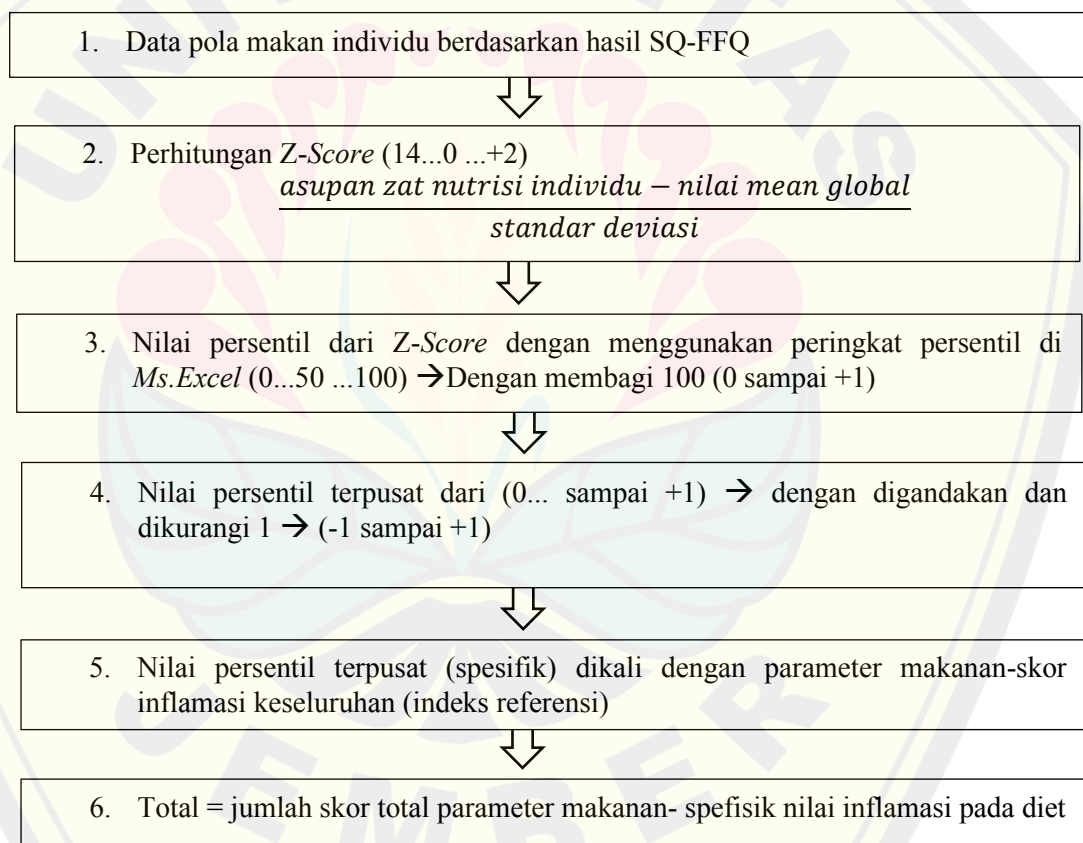 1. Data pola makan individu berdasarkan hasil SQ-FFQ
2. Perhitungan Z-Score (14...0 ...+2)
asupan zat nutrisi individu − nilai mean global
standar deviasi
3. Nilai persentil dari Z-Score dengan menggunakan peringkat persentil di
Ms.Excel (0...50 ...100) →Dengan membagi 100 (0 sampai +1)
4. Nilai persentil terpusat dari (0... sampai +1) → dengan digandakan dan
dikurangi 1 → (-1 sampai +1)
5. Nilai persentil terpusat (spesifik) dikali dengan parameter makanan-skor
inflamasi keseluruhan (indeks referensi)
6. Total = jumlah skor total parameter makanan- spefisik nilai inflamasi pada diet